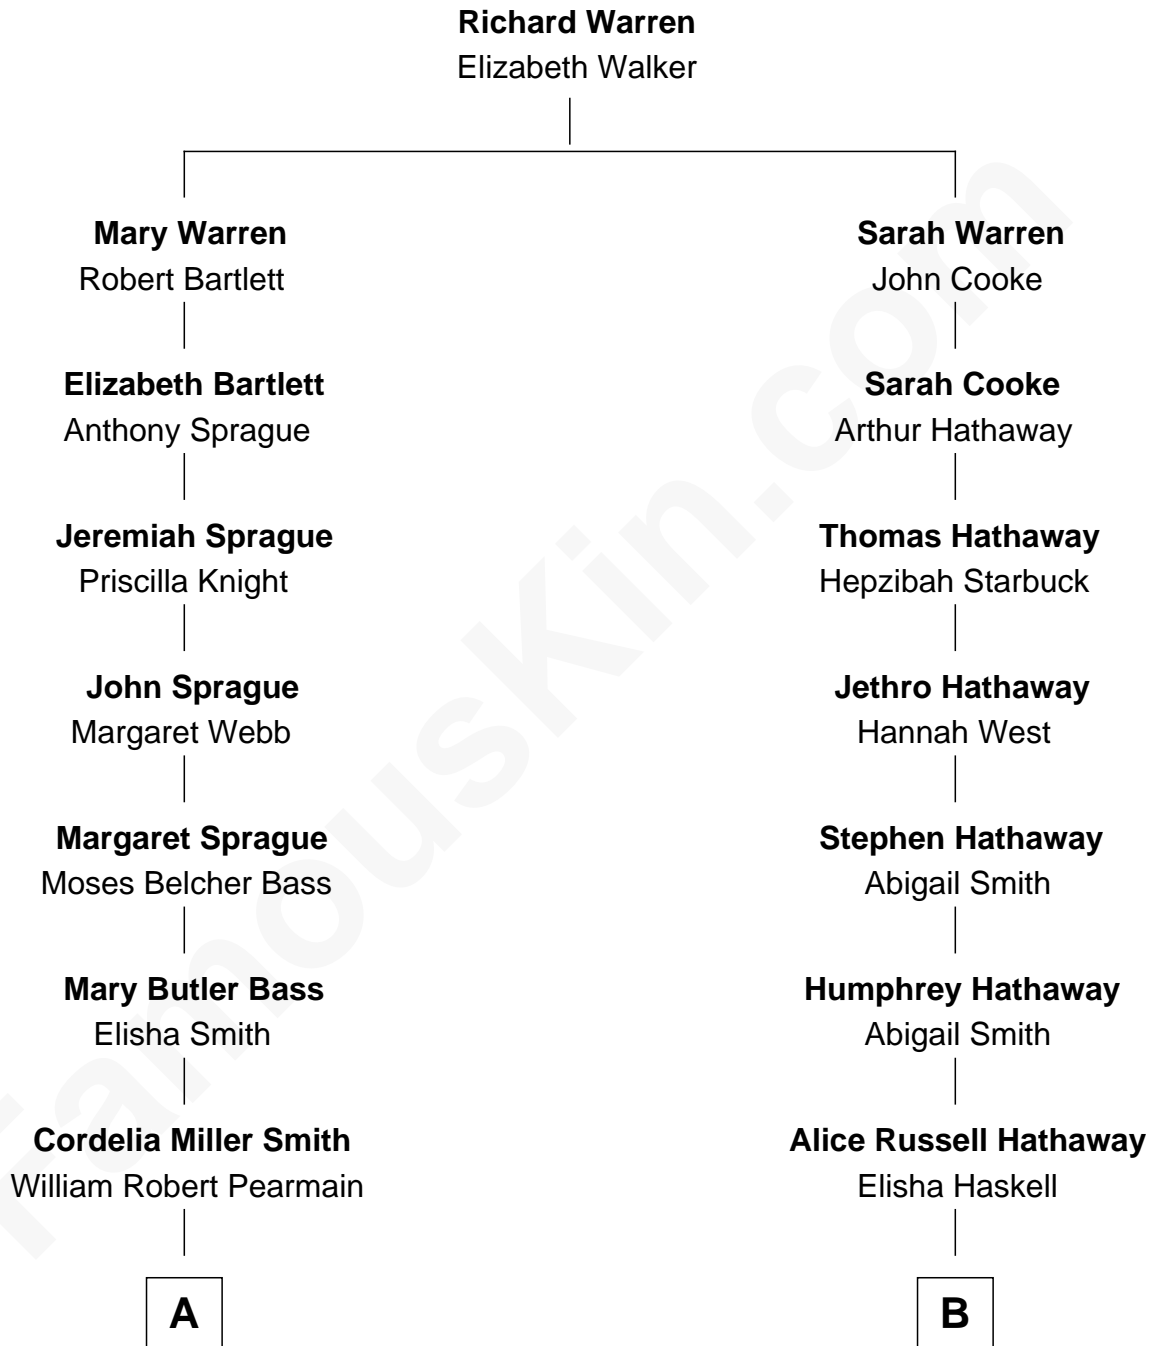 Richard Warren
Elizabeth Walker
Mary Warren
Robert Bartlett
Sarah Warren
John Cooke
Elizabeth Bartlett
Anthony Sprague
Sarah Cooke
Arthur Hathaway
Jeremiah Sprague
Priscilla Knight
Thomas Hathaway
Hepzibah Starbuck
John Sprague
Margaret Webb
Jethro Hathaway
Hannah West
Margaret Sprague
Moses Belcher Bass
Stephen Hathaway
Abigail Smith
Mary Butler Bass
Elisha Smith
Humphrey Hathaway
Abigail Smith
Cordelia Miller Smith
William Robert Pearmain
Alice Russell Hathaway
Elisha Haskell
A
B
FamousKin.com